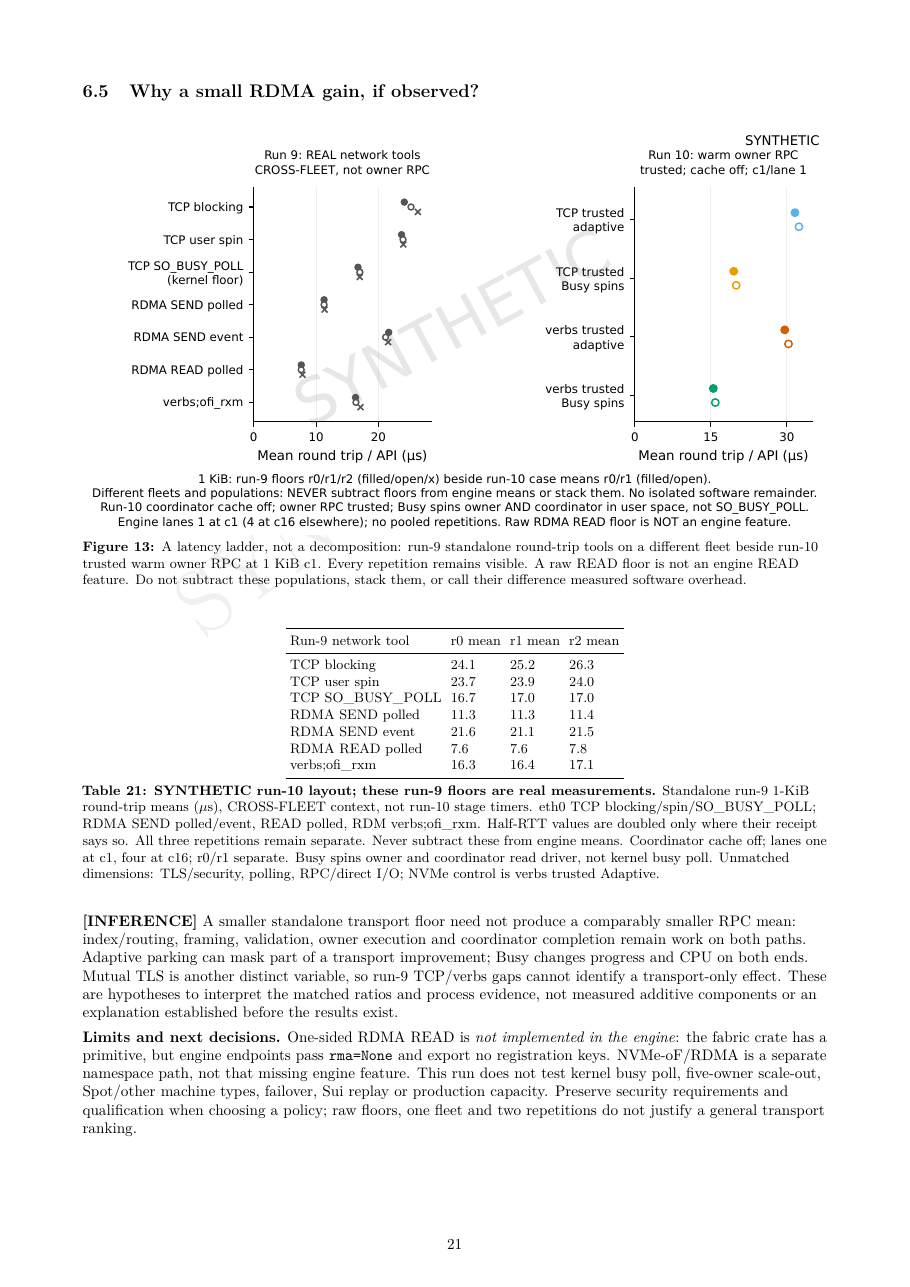 6.5 Why a small RDMA gain, if observed?
SYNTHETIC
Run 9: REAL network tools
CROSS-FLEET, not owner RPC
Run 10: warm owner RPC
trusted; cache off; c1/lane 1
TCP blocking
TCP user spin
TCP SO_BUSY_POLL
(kernel floor)
RDMA SEND polled
RDMA SEND event
RDMA READ polled
verbs;ofi_rxm
0 10 20
Mean round trip / API (µs)
TCP trusted
adaptive
TCP trusted
Busy spins
verbs trusted
adaptive
verbs trusted
Busy spins
0 15 30
Mean round trip / API (µs)
SYNTHETIC
1 KiB: run-9 floors r0/r1/r2 (filled/open/x) beside run-10 case means r0/r1 (filled/open).
Different fleets and populations: NEVER subtract floors from engine means or stack them. No isolated software remainder.
Run-10 coordinator cache off; owner RPC trusted; Busy spins owner AND coordinator in user space, not SO_BUSY_POLL.
Engine lanes 1 at c1 (4 at c16 elsewhere); no pooled repetitions. Raw RDMA READ floor is NOT an engine feature.
Figure 13: A latency ladder, not a decomposition: run-9 standalone round-trip tools on a different fleet beside run-10
trusted warm owner RPC at 1 KiB c1. Every repetition remains visible. A raw READ floor is not an engine READ
feature. Do not subtract these populations, stack them, or call their difference measured software overhead.
Run-9 network tool r0 mean r1 mean r2 mean
TCP blocking 24.1 25.2 26.3
TCP user spin 23.7 23.9 24.0
TCP SO_BUSY_POLL 16.7 17.0 17.0
RDMA SEND polled 11.3 11.3 11.4
RDMA SEND event 21.6 21.1 21.5
RDMA READ polled 7.6 7.6 7.8
verbs;ofi_rxm 16.3 16.4 17.1
Table 21: SYNTHETIC run-10 layout; these run-9 floors are real measurements. Standalone run-9 1-KiB
round-trip means (µs), CROSS-FLEET context, not run-10 stage timers. eth0 TCP blocking/spin/SO_BUSY_POLL;
RDMA SEND polled/event, READ polled, RDM verbs;ofi_rxm. Half-RTT values are doubled only where their receipt
says so. All three repetitions remain separate. Never subtract these from engine means. Coordinator cache off; lanes one
at c1, four at c16; r0/r1 separate. Busy spins owner and coordinator read driver, not kernel busy poll. Unmatched
dimensions: TLS/security, polling, RPC/direct I/O; NVMe control is verbs trusted Adaptive.
[INFERENCE] A smaller standalone transport floor need not produce a comparably smaller RPC mean:
index/routing, framing, validation, owner execution and coordinator completion remain work on both paths.
Adaptive parking can mask part of a transport improvement; Busy changes progress and CPU on both ends.
Mutual TLS is another distinct variable, so run-9 TCP/verbs gaps cannot identify a transport-only effect. These
are hypotheses to interpret the matched ratios and process evidence, not measured additive components or an
explanation established before the results exist.
Limits and next decisions. One-sided RDMA READ is not implemented in the engine: the fabric crate has a
primitive, but engine endpoints pass rma=None and export no registration keys. NVMe-oF/RDMA is a separate
namespace path, not that missing engine feature. This run does not test kernel busy poll, five-owner scale-out,
Spot/other machine types, failover, Sui replay or production capacity. Preserve security requirements and
qualification when choosing a policy; raw floors, one fleet and two repetitions do not justify a general transport
ranking.
21